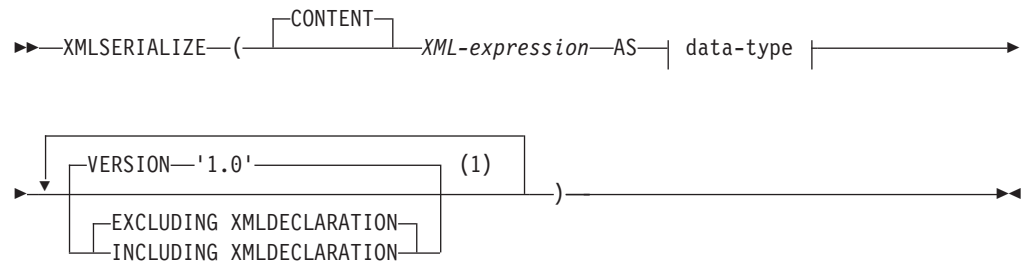 CONTENT
XMLSERIALIZE ( XML-expression AS data-type
VERSION '1.0' (1)
)
EXCLUDING XMLDECLARATION
INCLUDING XMLDECLARATION